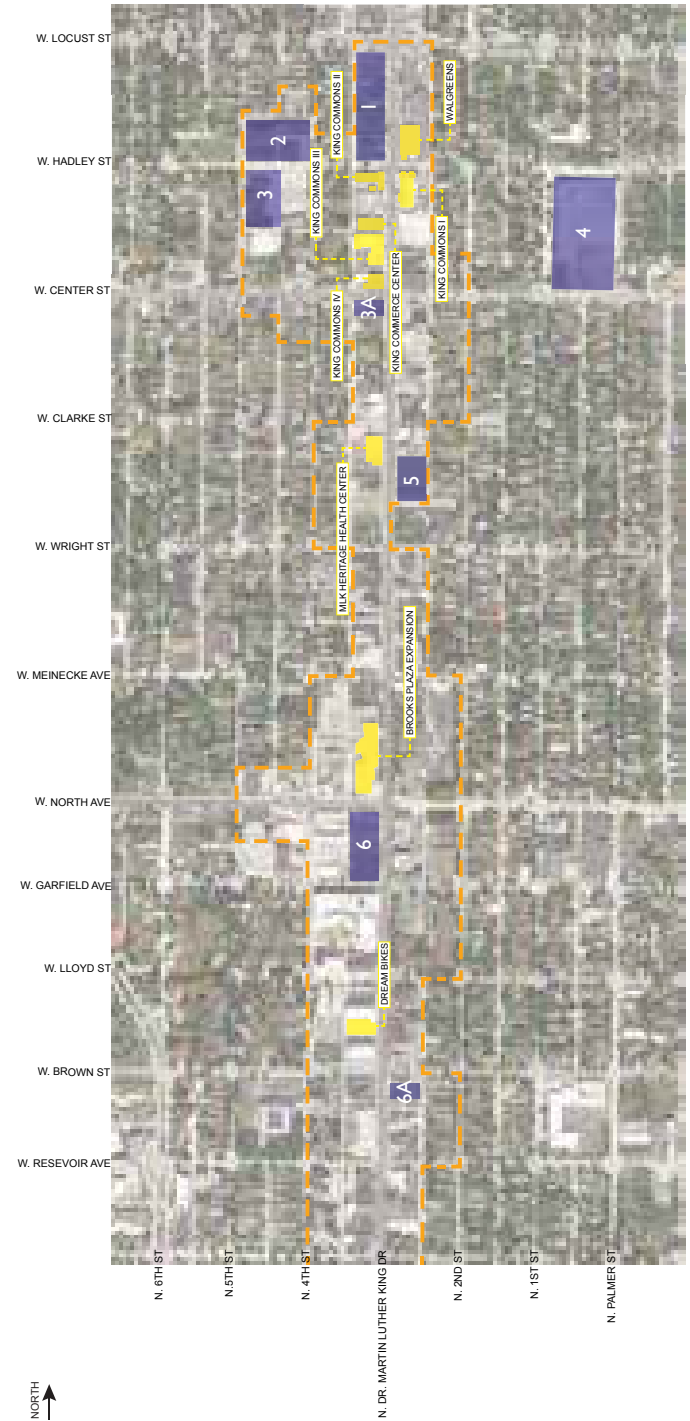 W. LOCUST ST
W. HADLEY ST
W. CENTER ST
W. CLARKE ST
W. WRIGHT ST
W. MEINECKE AVE
W. NORTH AVE
W. GARFIELD AVE
W. LLOYD ST
W. BROWN ST
W. RESEVOIR AVE
KING COMMONS II
KING COMMONS III
WALGREENS
KING COMMONS I
KING COMMERCE CENTER
KING COMMONS IV
MLK HERITAGE HEALTH CENTER
BROOKS PLAZA EXPANSION
DREAM BIKES
1
2
3
4
3A
5
6
6A
N. 6TH ST
N.5TH ST
N. 4TH ST
N. DR. MARTIN LUTHER KING DR
N. 2ND ST
N. 1ST ST
N. PALMER ST
NORTH